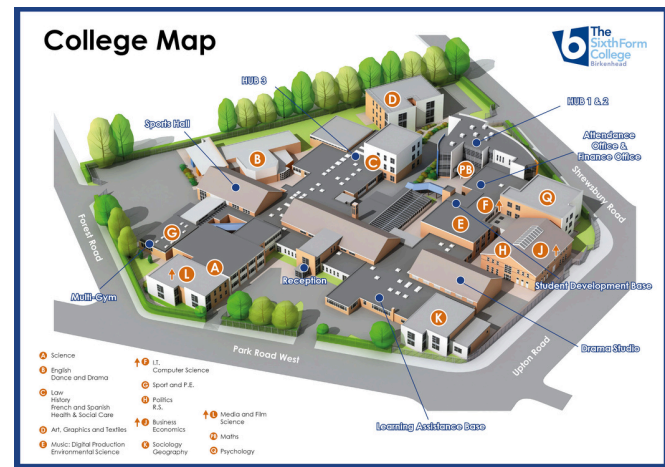 College Map
6
The
SixthForm
College
Birkenhead
HUB 3
D
HUB 1 & 2
Sports Hall
Attendance
Office &
Finance Office
B
C
PB
Shrewsbury Road
Q
F
E
Forest Road
G
H
J
A
L
Reception
Multi-Gym
Student Development Base
K
Drama Studio
Park Road West
Upton Road
Learning Assistance Base
A Science
B English
Dance and Drama
C Law
History
French and Spanish
Health & Social Care
D Art, Graphics and Textiles
E Music: Digital Production
Environmental Science
F I.T.
Computer Science
G Sport and P.E.
H Politics
R.S.
J Business
Economics
K Sociology
Geography
L Media and Film
Science
Maths
Q Psychology